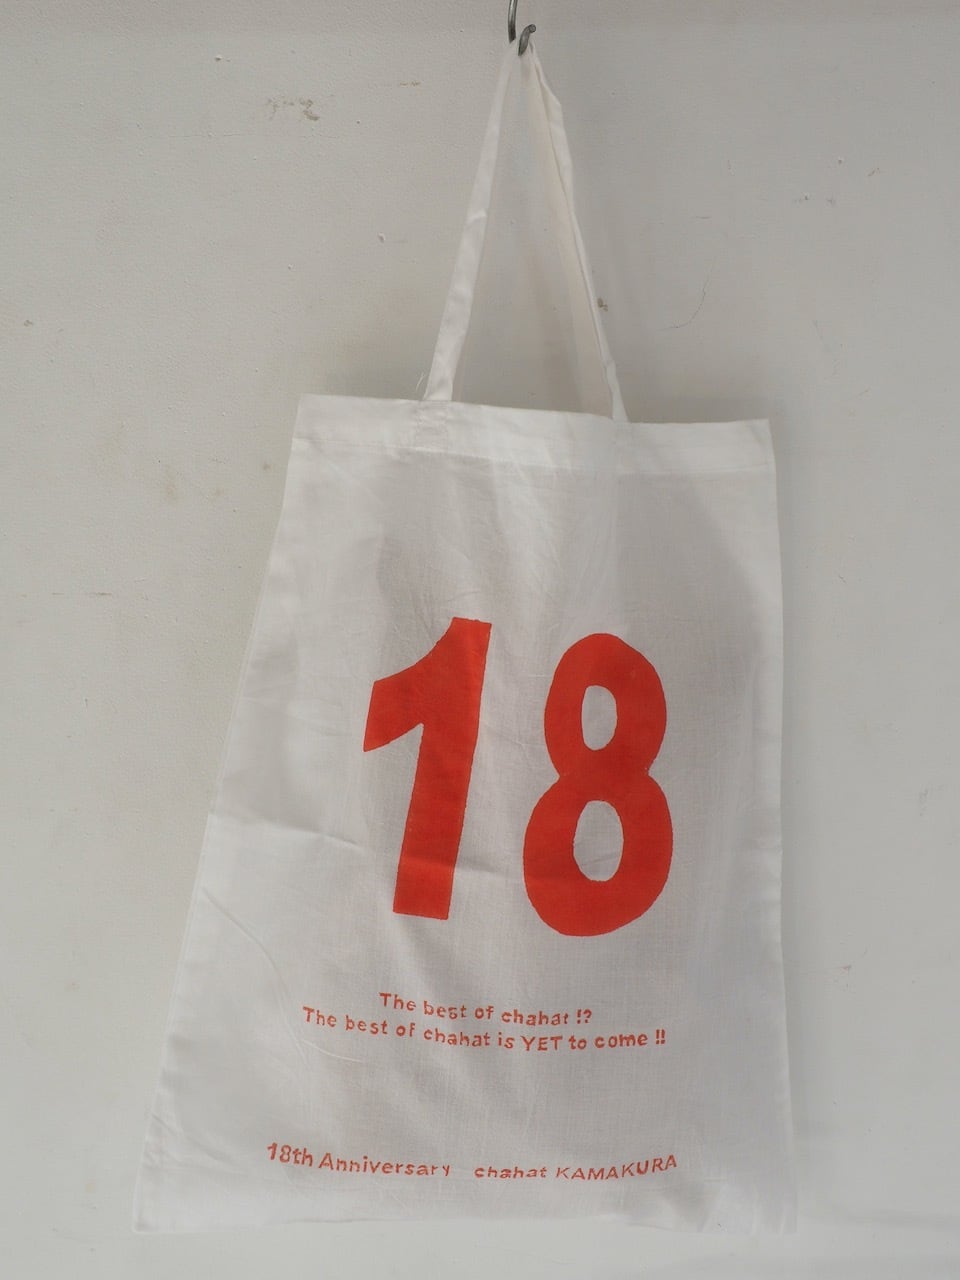 18
The best of chahat !?
The best of chahat is YET to come !!
18th Anniversary chahat KAMAKURA